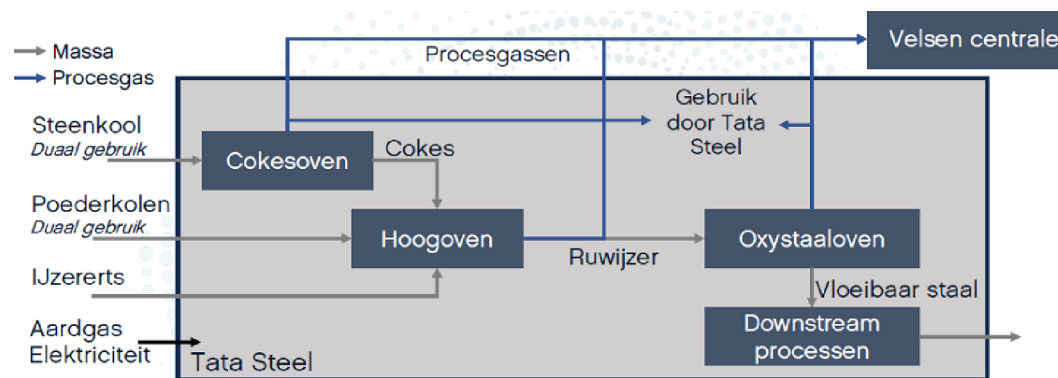 Massa
Procesgas
Procesgassen
Velsen centrale
Steenkool
Duaal gebruik
Cokesoven
Cokes
Gebruik
door Tata
Steel
Poederkolen
Duaal gebruik
Hoogoven
Ruwijzer
Oxystaaloven
IJzererts
Vloeibaar staal
Aardgas
Elektriciteit
Tata Steel
Downstream
processen